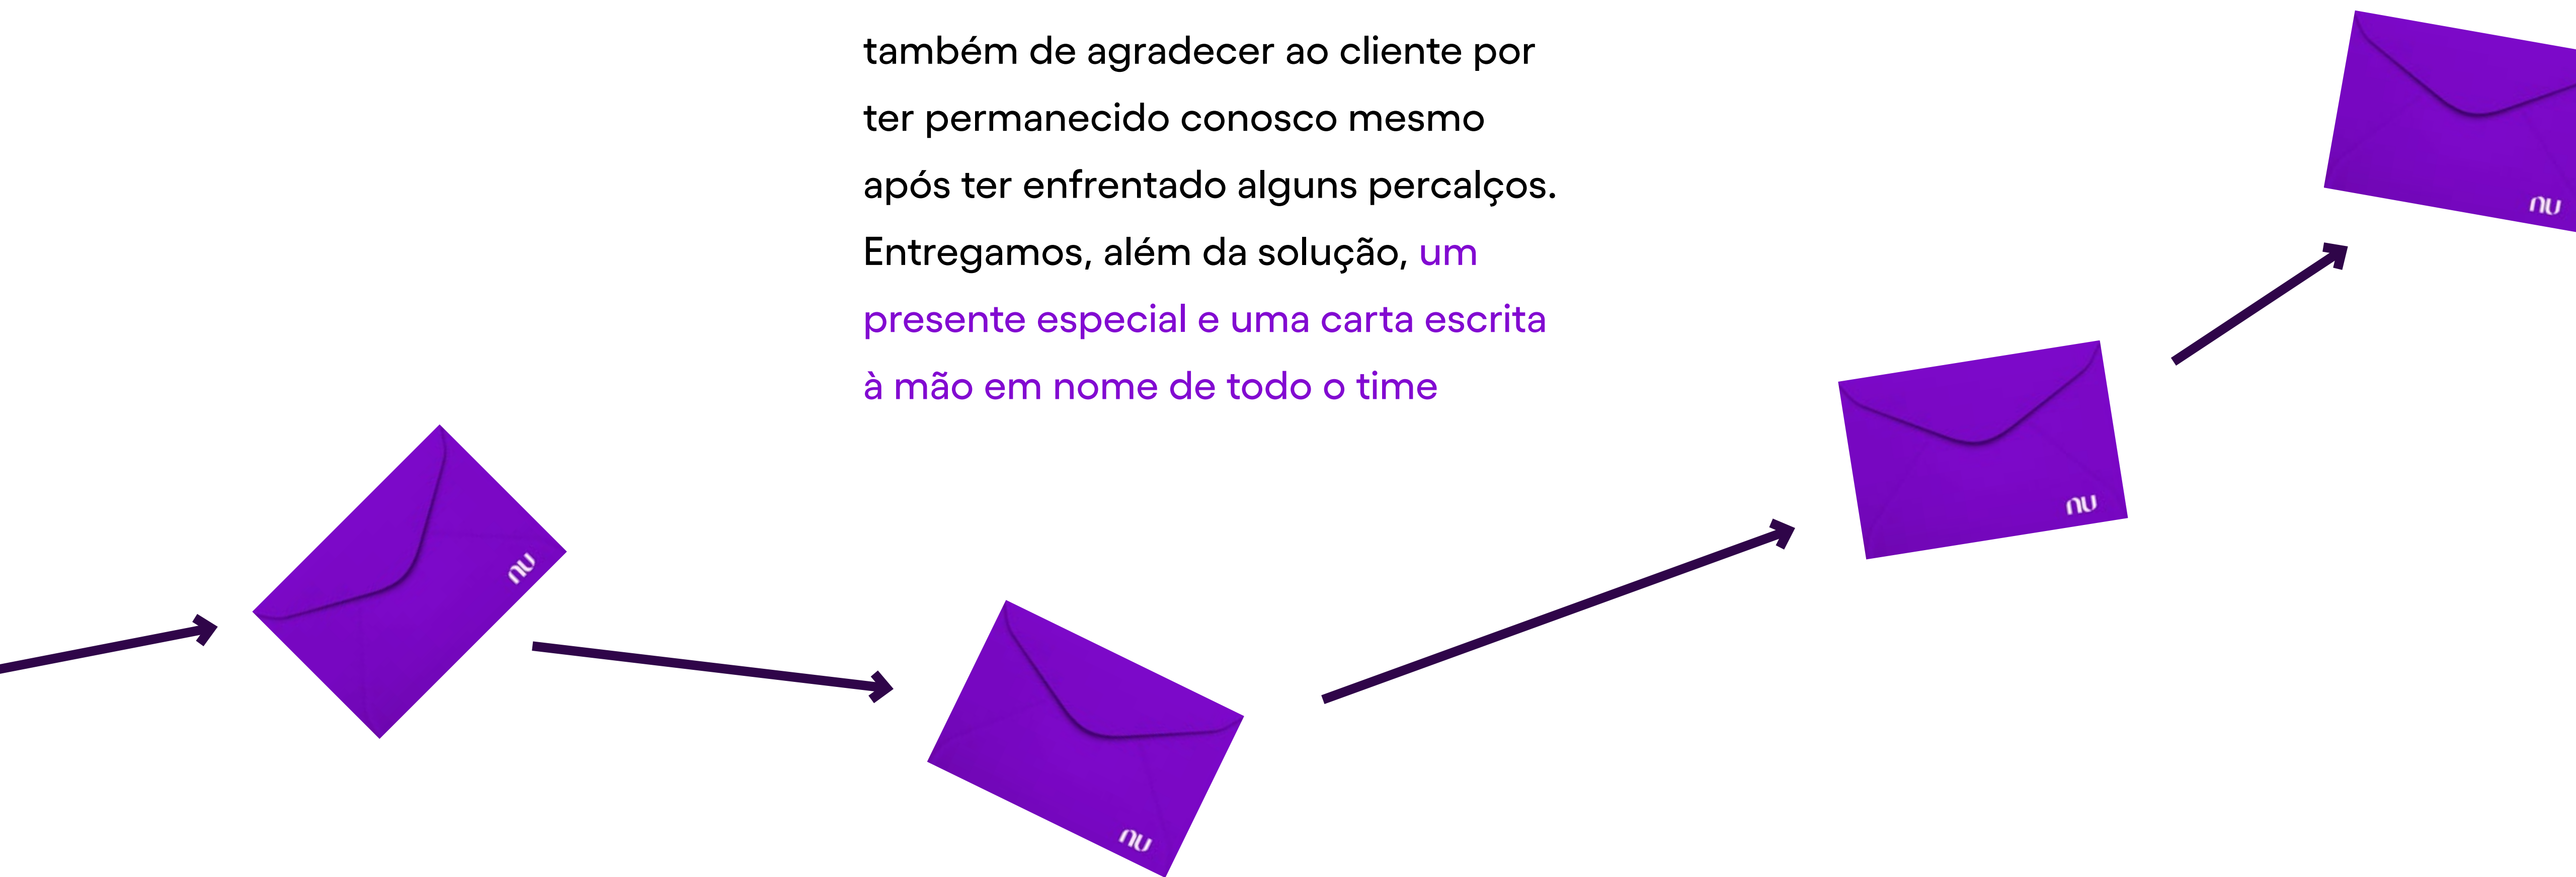 também de agradecer ao cliente por
ter permanecido conosco mesmo
após ter enfrentado alguns percalços.
Entregamos, além da solução, um
presente especial e uma carta escrita
à mão em nome de todo o time
nu
nu
nu
nu